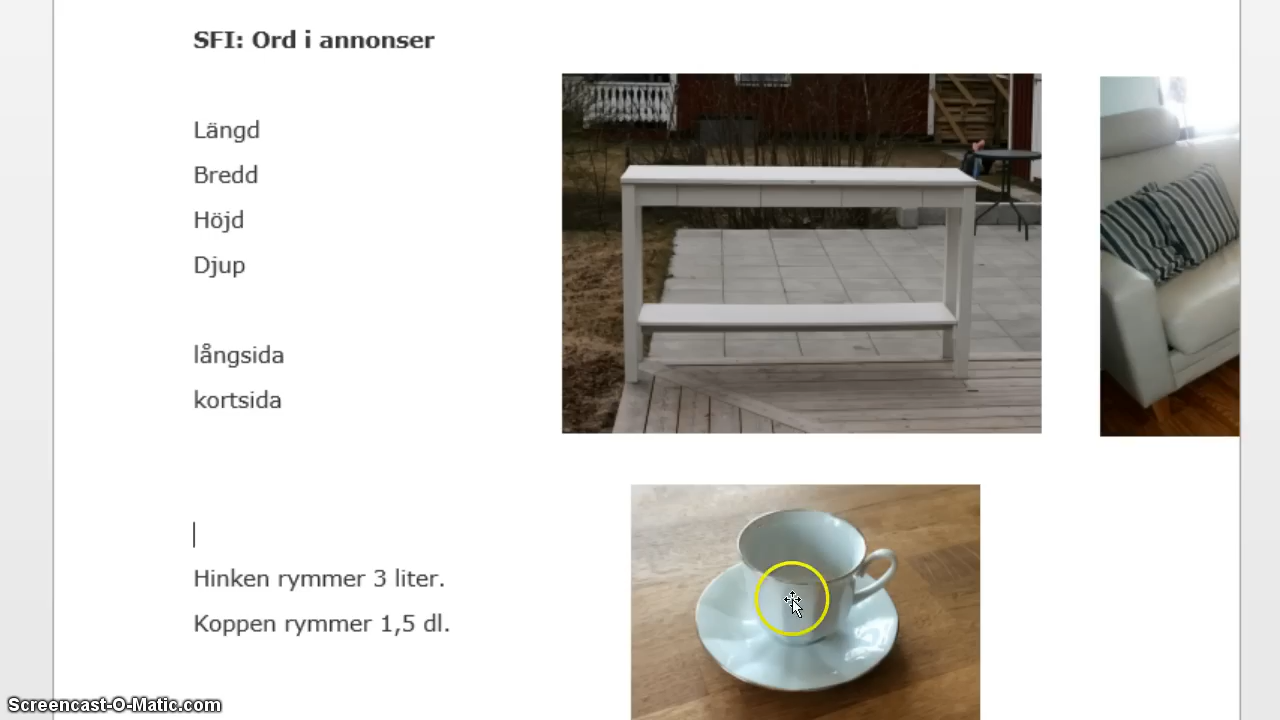 SFI: Ord i annonser
Längd
Bredd
Höjd
Djup
långsida
kortsida
Hinken rymmer 3 liter.
Koppen rymmer 1,5 dl.
Screencast-O-Matic.com